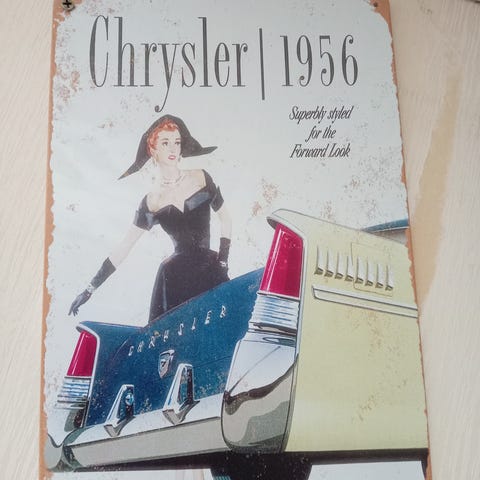 Chrysler | 1956
Superbly styled
for the
Forward Look
CHRYSLER